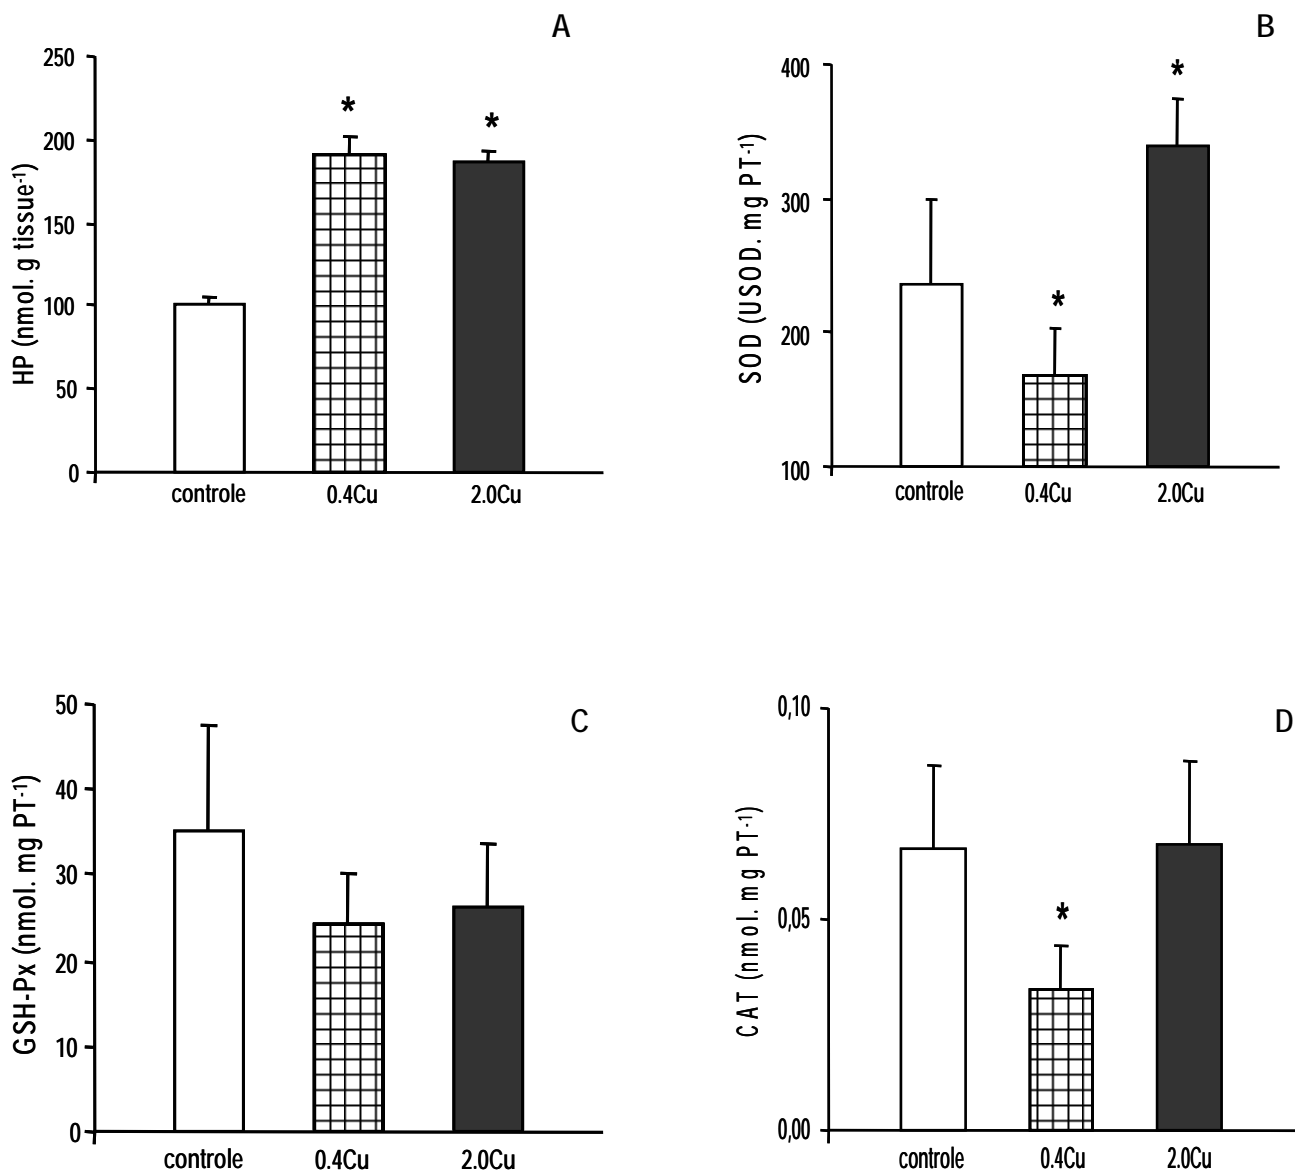 A
250
200
150
100
50
0
HP (nmol. g tissue-1)
*
*
controle 0.4Cu 2.0Cu
B
400
300
200
100
SOD (USOD. mg PT-1)
*
*
controle 0.4Cu 2.0Cu
C
50
40
30
20
10
0
GSH-Px (nmol. mg PT-1)
controle 0.4Cu 2.0Cu
D
0,10
0,05
0,00
CAT (nmol. mg PT-1)
*
controle 0.4Cu 2.0Cu